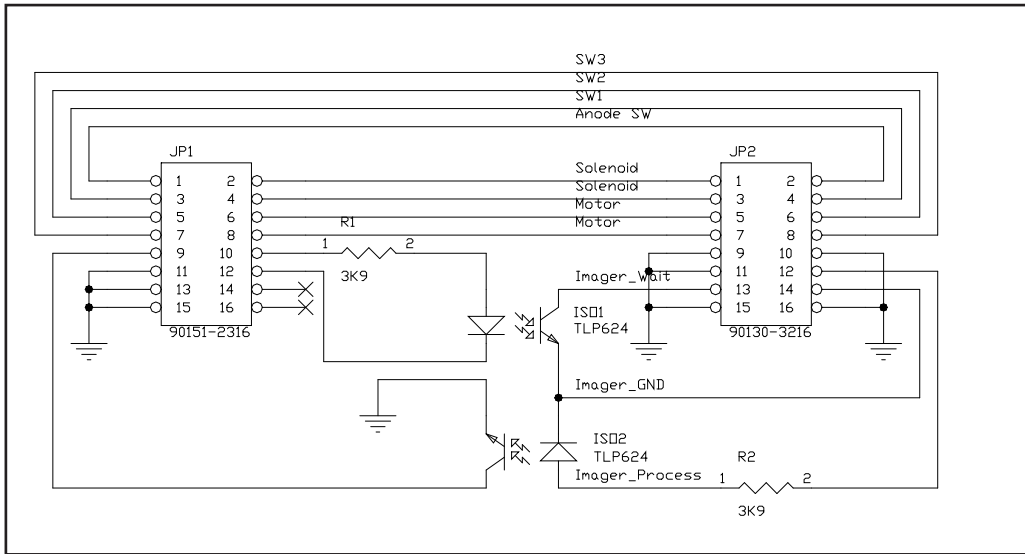 SW3
SW2
SW1
Anode SW
JP1
JP2
1 2
3 4
5 6
7 8
9 10
11 12
13 14
15 16
90151-2316
Solenoid
Solenoid
Motor
Motor
1 2
3 4
5 6
7 8
9 10
11 12
13 14
15 16
90130-3216
R1
1 2
3K9
Imager_Wait
ISO1
TLP624
Imager_GND
ISO2
TLP624
Imager_Process
R2
1 2
3K9